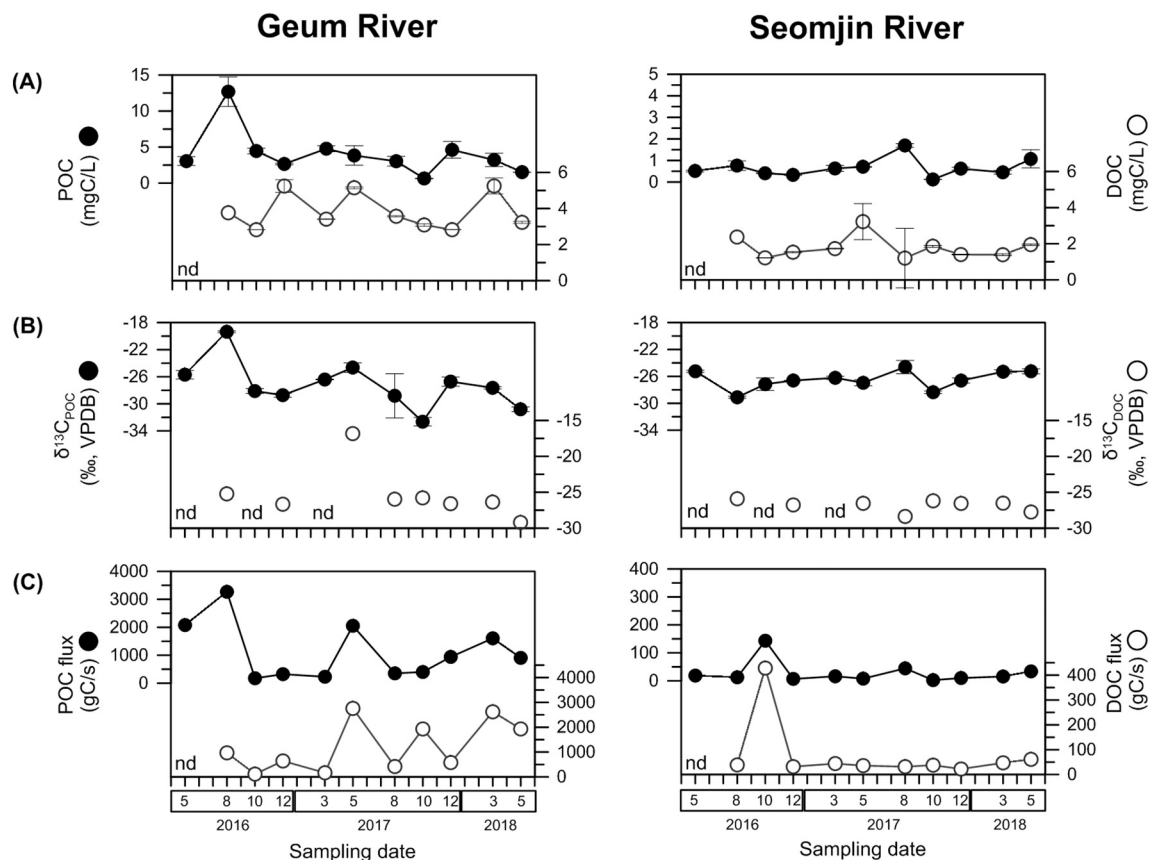 Geum River
Seomjin River
(A)
POC
(mgC/L)
15
10
5
0
6
4
2
0
nd
5
4
3
2
1
0
6
4
2
0
nd
DOC
(mgC/L)
(B)
δ¹³C_POC
(‰, VPDB)
-18
-22
-26
-30
-34
-15
-20
-25
-30
nd nd nd
-18
-22
-26
-30
-34
-15
-20
-25
-30
nd nd nd
δ¹³C_DOC
(‰, VPDB)
(C)
POC flux
(gC/s)
4000
3000
2000
1000
0
4000
3000
2000
1000
0
nd
400
300
200
100
0
400
300
200
100
0
nd
DOC flux
(gC/s)
5 8 10 12 3 5 8 10 12 3 5
2016 2017 2018
Sampling date
5 8 10 12 3 5 8 10 12 3 5
2016 2017 2018
Sampling date